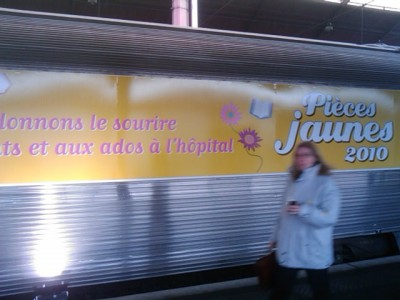 donnons le sourire
ts et aux ados à l'hôpital
Pièces
jaunes
2010